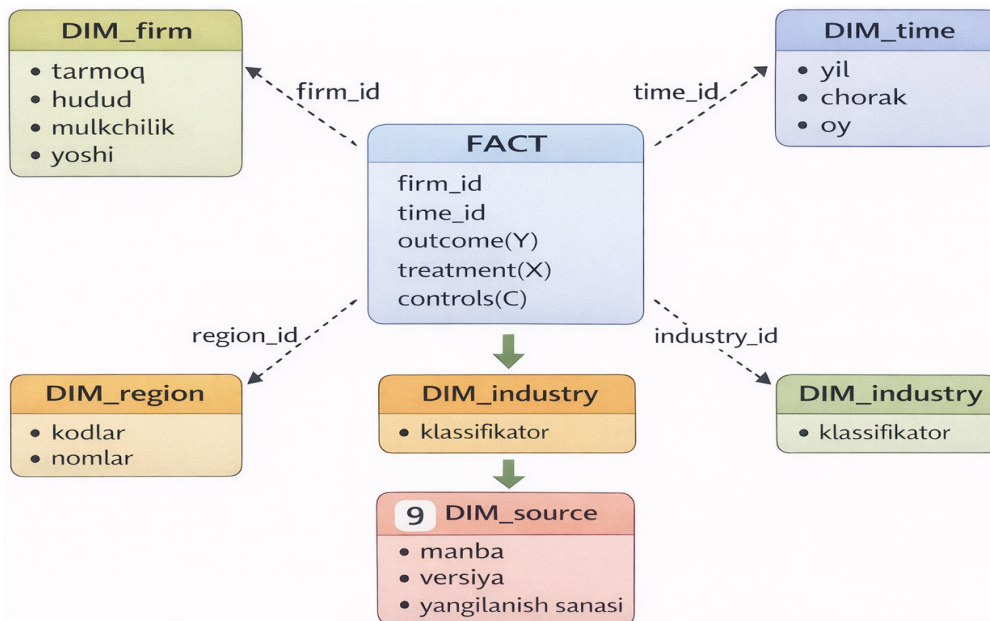 DIM_firm
• tarmoq
• hudud
• mulkchilik
• yoshi
firm_id
time_id
DIM_time
• yil
• chorak
• oy
FACT
firm_id
time_id
outcome(Y)
treatment(X)
controls(C)
region_id
industry_id
DIM_region
• kodlar
• nomlar
DIM_industry
• klassifikator
DIM_industry
• klassifikator
9 DIM_source
• manba
• versiya
• yangilanish sanasi